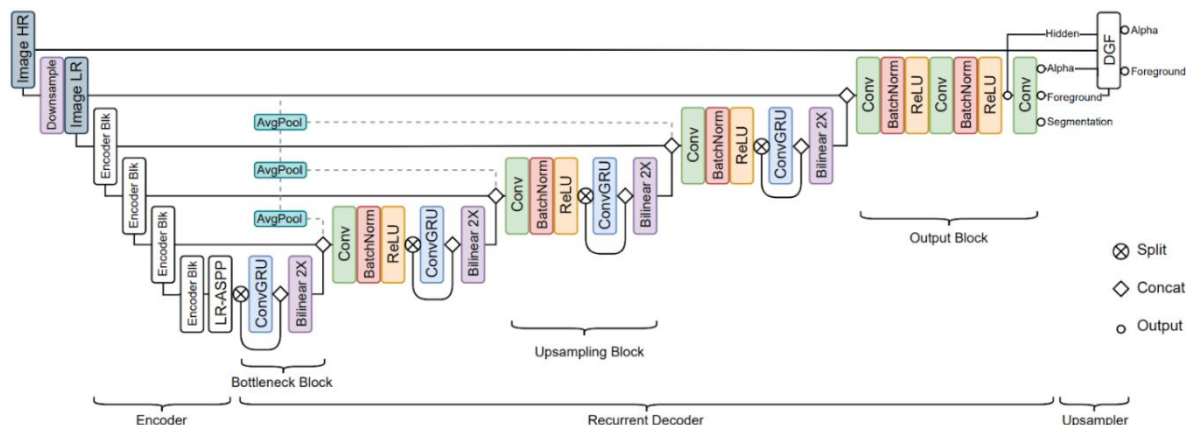 Image HR
Downsample
Image LR
Encoder Blk
Encoder Blk
Encoder Blk
Encoder Blk
LR-ASPP
ConvGRU
Bilinear 2X
AvgPool
AvgPool
AvgPool
Conv
BatchNorm
ReLU
ConvGRU
Bilinear 2X
Conv
BatchNorm
ReLU
ConvGRU
Bilinear 2X
Conv
BatchNorm
ReLU
ConvGRU
Bilinear 2X
Conv
BatchNorm
ReLU
Conv
BatchNorm
ReLU
Conv
Hidden
Alpha
Foreground
Segmentation
DGF
Alpha
Foreground
Output Block
Split
Concat
Output
Upsampling Block
Bottleneck Block
Encoder
Recurrent Decoder
Upsampler